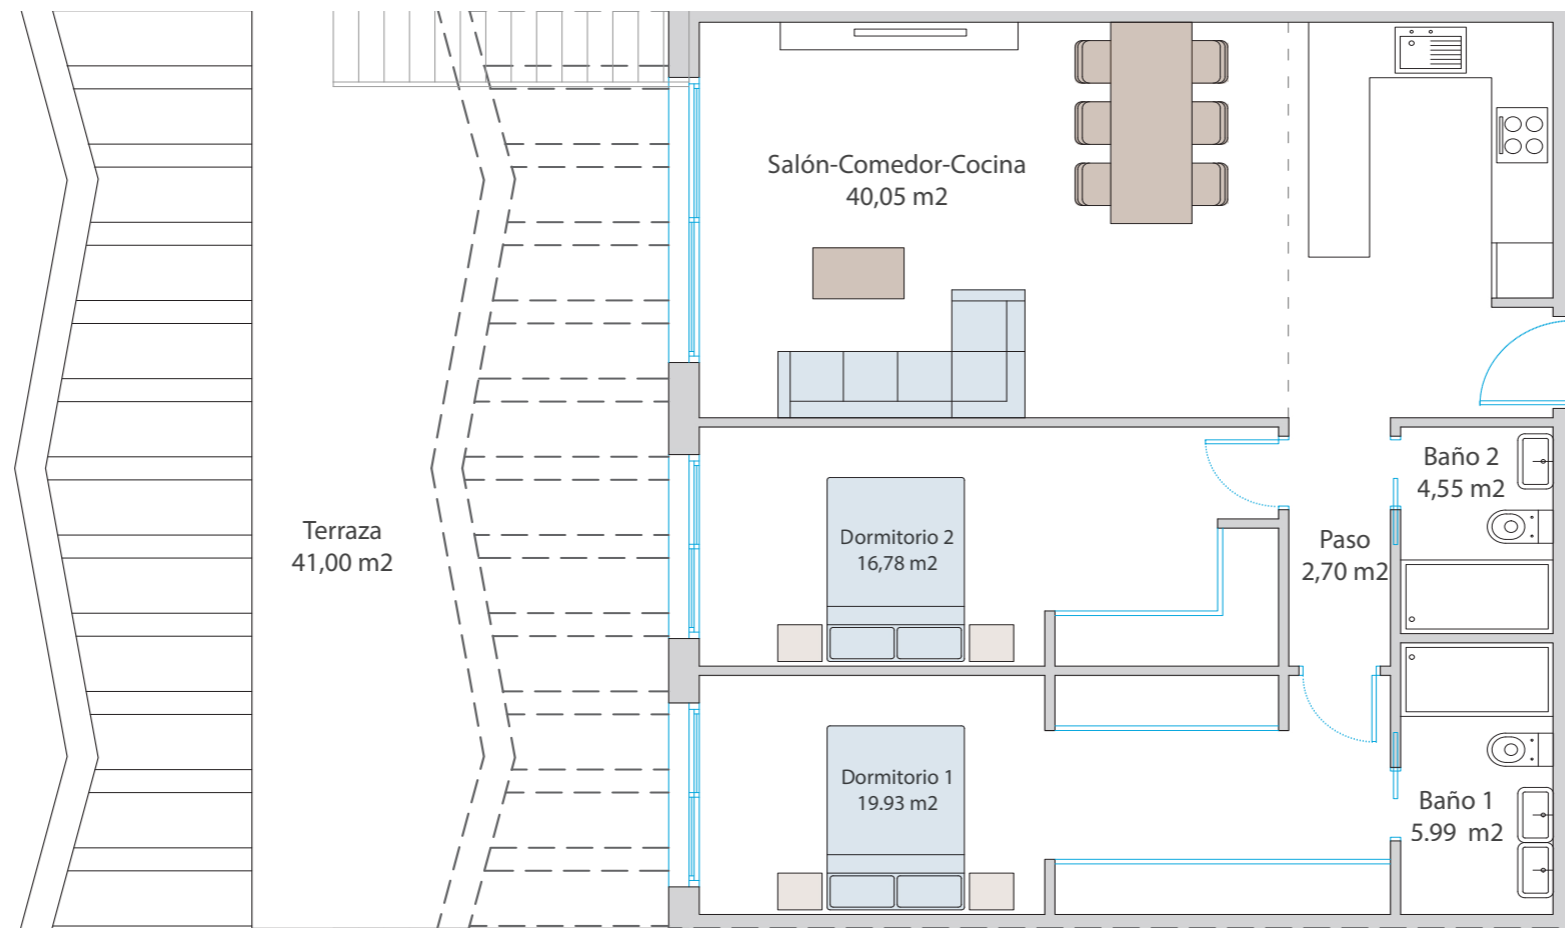 Salón-Comedor-Cocina
40,05 m2
Baño 2
4,55 m2
Terraza
41,00 m2
Dormitorio 2
16,78 m2
Paso
2,70 m2
Dormitorio 1
19.93 m2
Baño 1
5.99 m2